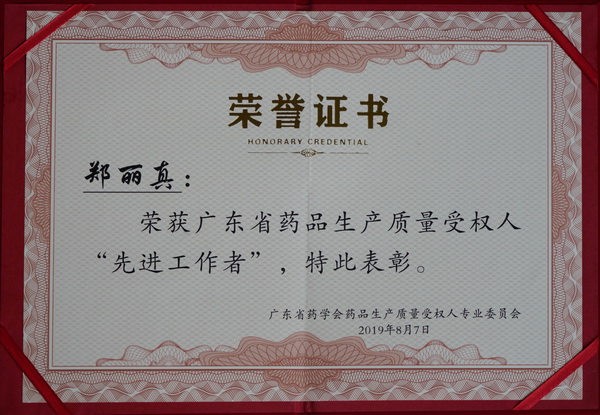 荣誉证书
HONORARY CREDENTIAL
郑丽真：
荣获广东省药品生产质量受权人
“先进工作者”，特此表彰。
广东省药学会药品生产质量受权人专业委员会
2019年8月7日